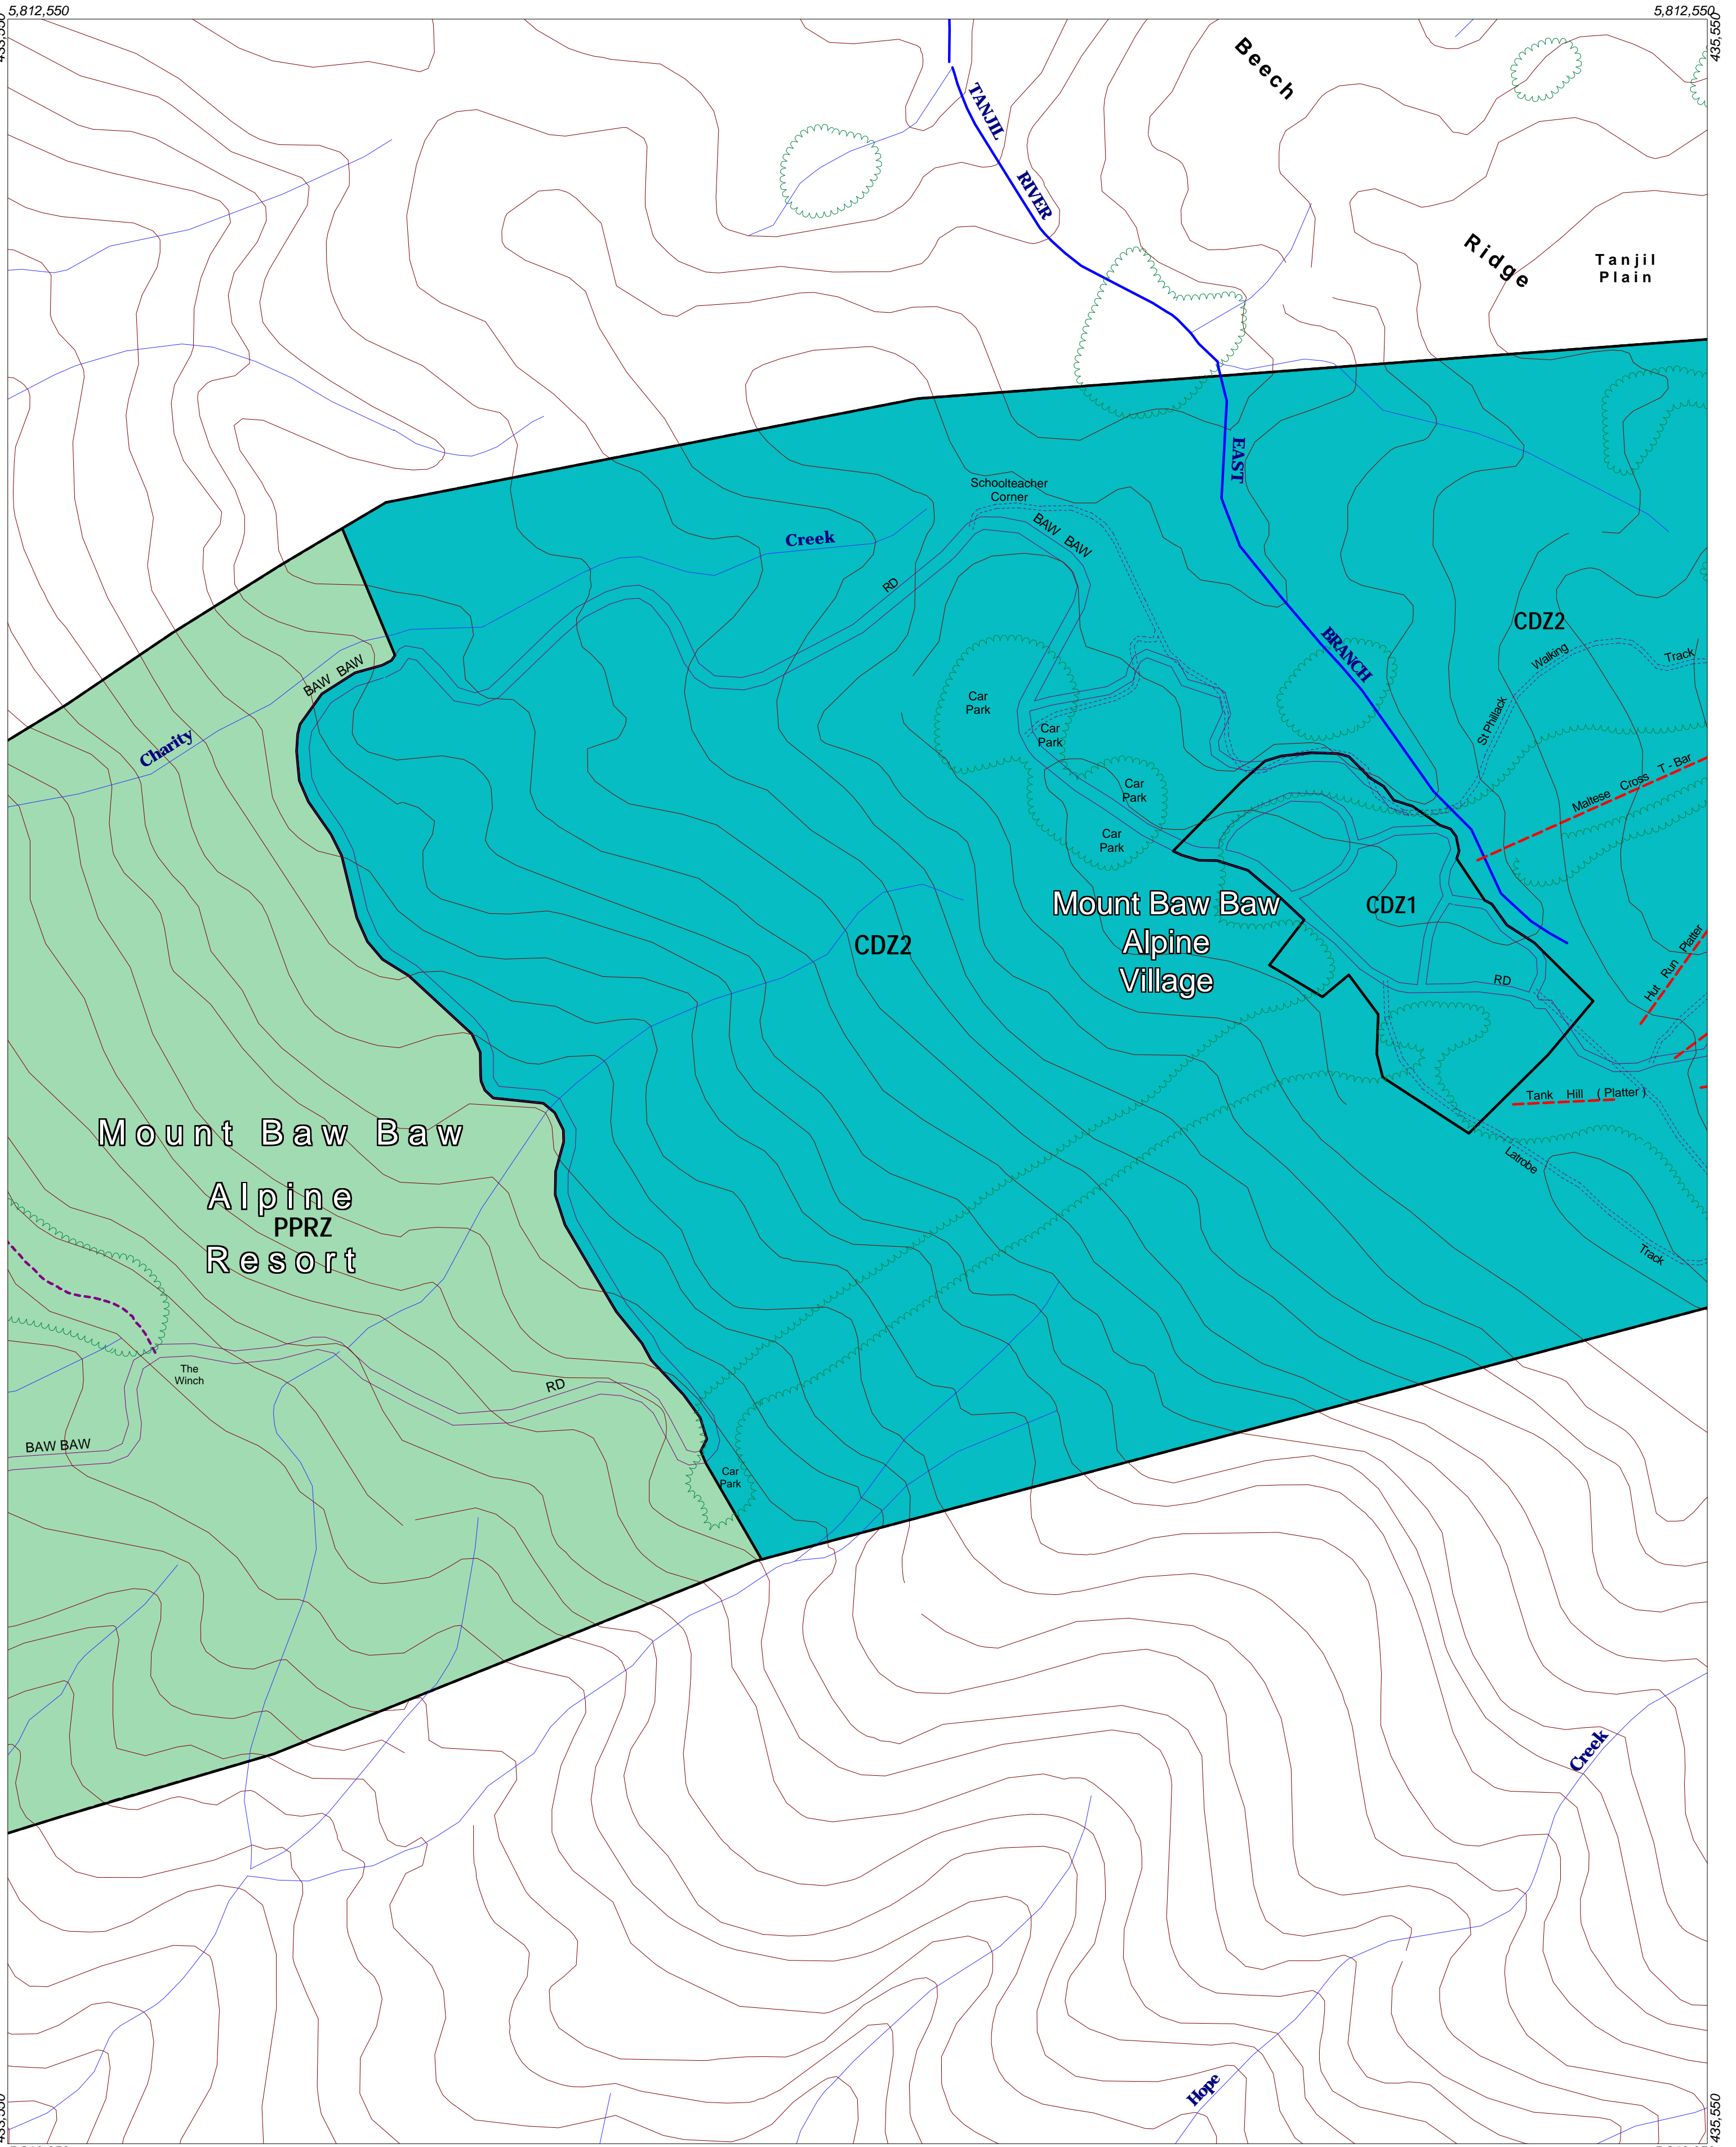 5,812,550
5,812,550
435,550
Beech
TANJIL
RIVER
Ridge
Tanjil
Plain
EAST
Schoolteacher
Corner
BAW BAW
Creek
RD
CDZ2
BRANCH
Walking
Track
BAW BAW
Car
Park
St Phillack
Car
Park
Charity
Car
Park
Maltese Cross T-Bar
Car
Park
Mount Baw Baw
Alpine
Village
CDZ1
CDZ2
Hut Run Platter
RD
Tank Hill (Platter)
Mount Baw Baw
Alpine
PPRZ
Resort
Latrobe
Track
The
Winch
RD
BAW BAW
Car
Park
Creek
Hope
435,550